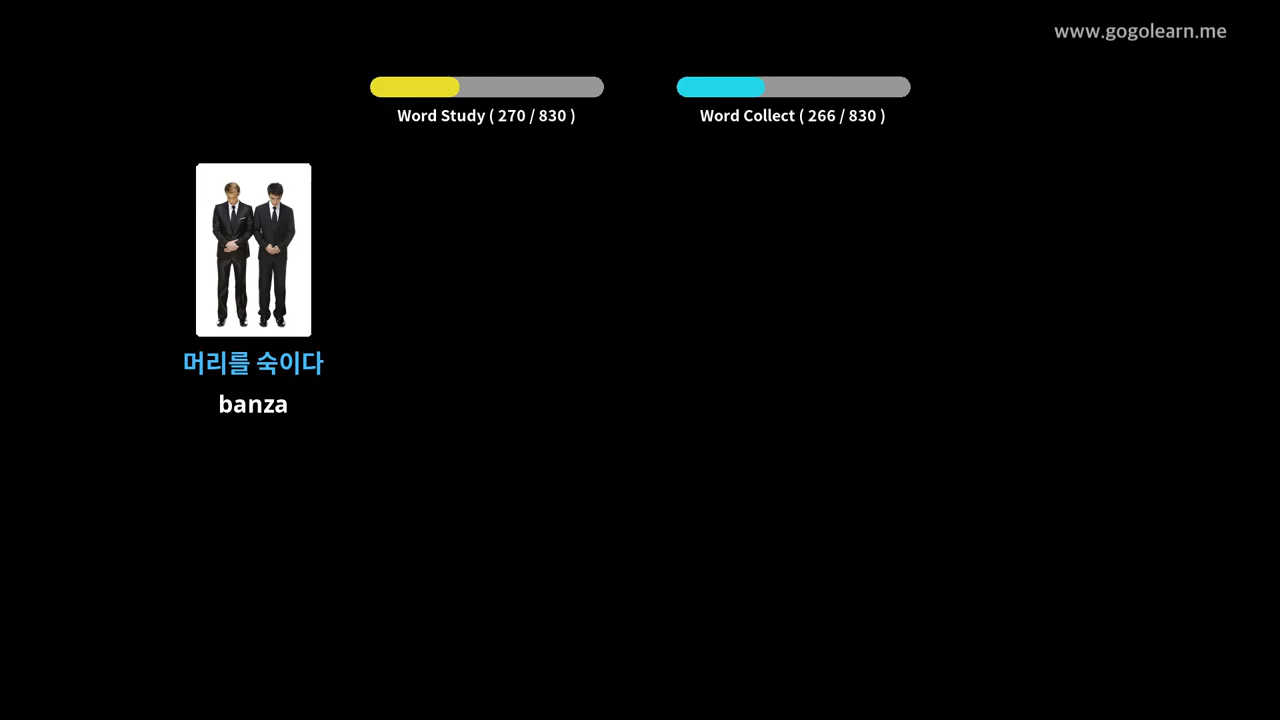 www.gogolearn.me
Word Study ( 270 / 830 )
Word Collect ( 266 / 830 )
머리를 숙이다
banza